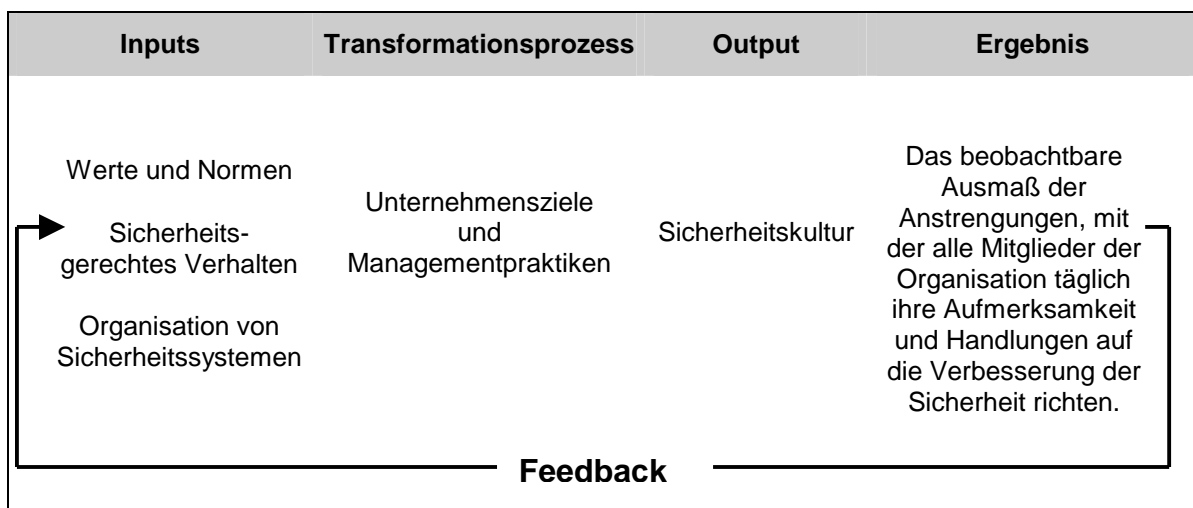 Inputs Transformationsprozess Output Ergebnis
Werte und Normen
Sicherheits-
gerechtes Verhalten
Organisation von
Sicherheitssystemen
Unternehmensziele
und
Managementpraktiken
Sicherheitskultur
Das beobachtbare
Ausmaß der
Anstrengungen, mit
der alle Mitglieder der
Organisation täglich
ihre Aufmerksamkeit
und Handlungen auf
die Verbesserung der
Sicherheit richten.
Feedback